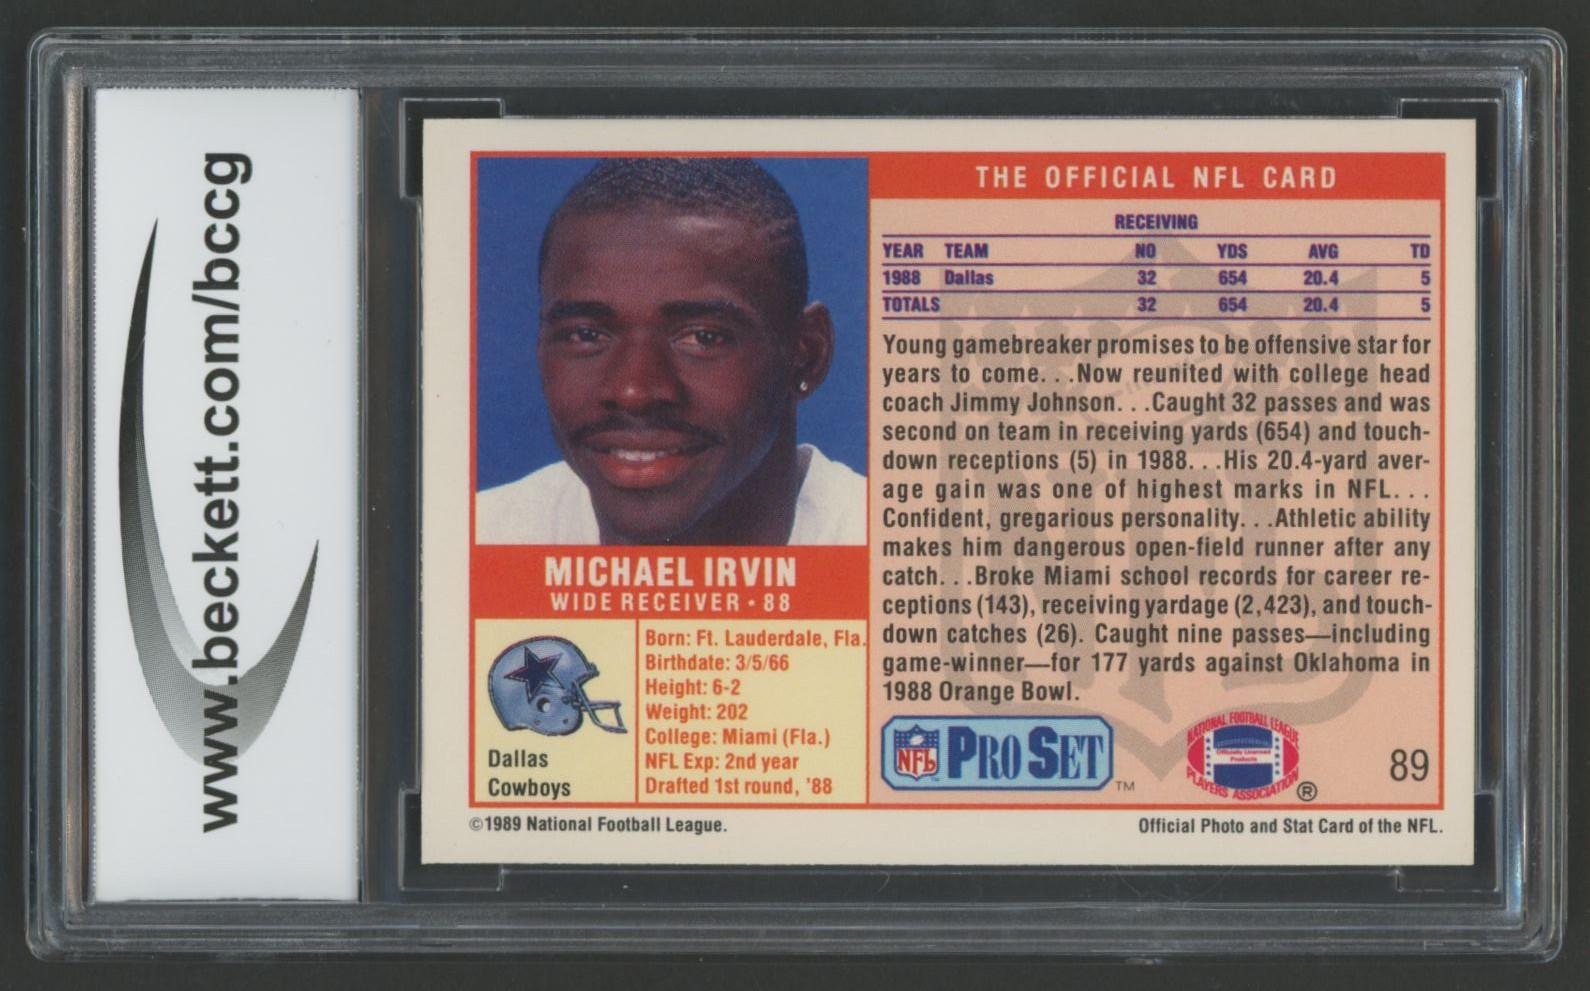 www.beckett.com/bccg
THE OFFICIAL NFL CARD
RECEIVING
YEAR TEAM NO YDS AVG TD
1988 Dallas 32 654 20.4 5
TOTALS 32 654 20.4 5
Young gamebreaker promises to be offensive star for
years to come. . .Now reunited with college head
coach Jimmy Johnson. . .Caught 32 passes and was
second on team in receiving yards (654) and touch-
down receptions (5) in 1988. . .His 20.4-yard aver-
age gain was one of highest marks in NFL. . .
Confident, gregarious personality. . .Athletic ability
makes him dangerous open-field runner after any
catch. . .Broke Miami school records for career re-
ceptions (143), receiving yardage (2,423), and touch-
down catches (26). Caught nine passes—including
game-winner—for 177 yards against Oklahoma in
1988 Orange Bowl.
MICHAEL IRVIN
WIDE RECEIVER • 88
Dallas
Cowboys
Born: Ft. Lauderdale, Fla.
Birthdate: 3/5/66
Height: 6-2
Weight: 202
College: Miami (Fla.)
NFL Exp: 2nd year
Drafted 1st round, '88
NFL PRO SET TM
NATIONAL FOOTBALL LEAGUE
Officially Licensed
Products
PLAYERS ASSOCIATION ®
89
©1989 National Football League.
Official Photo and Stat Card of the NFL.